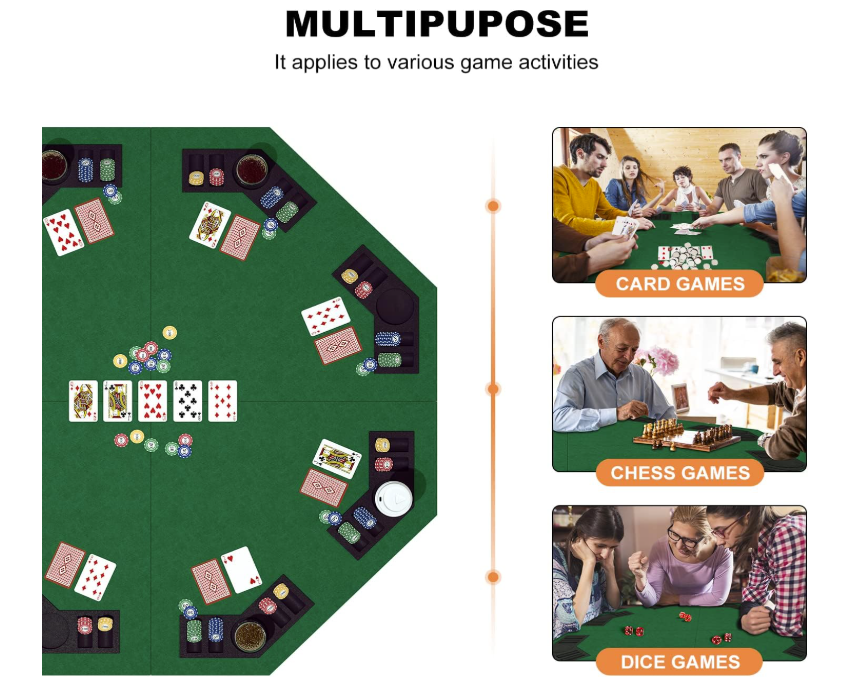 MULTIPUPOSE
It applies to various game activities
CARD GAMES
CHESS GAMES
DICE GAMES